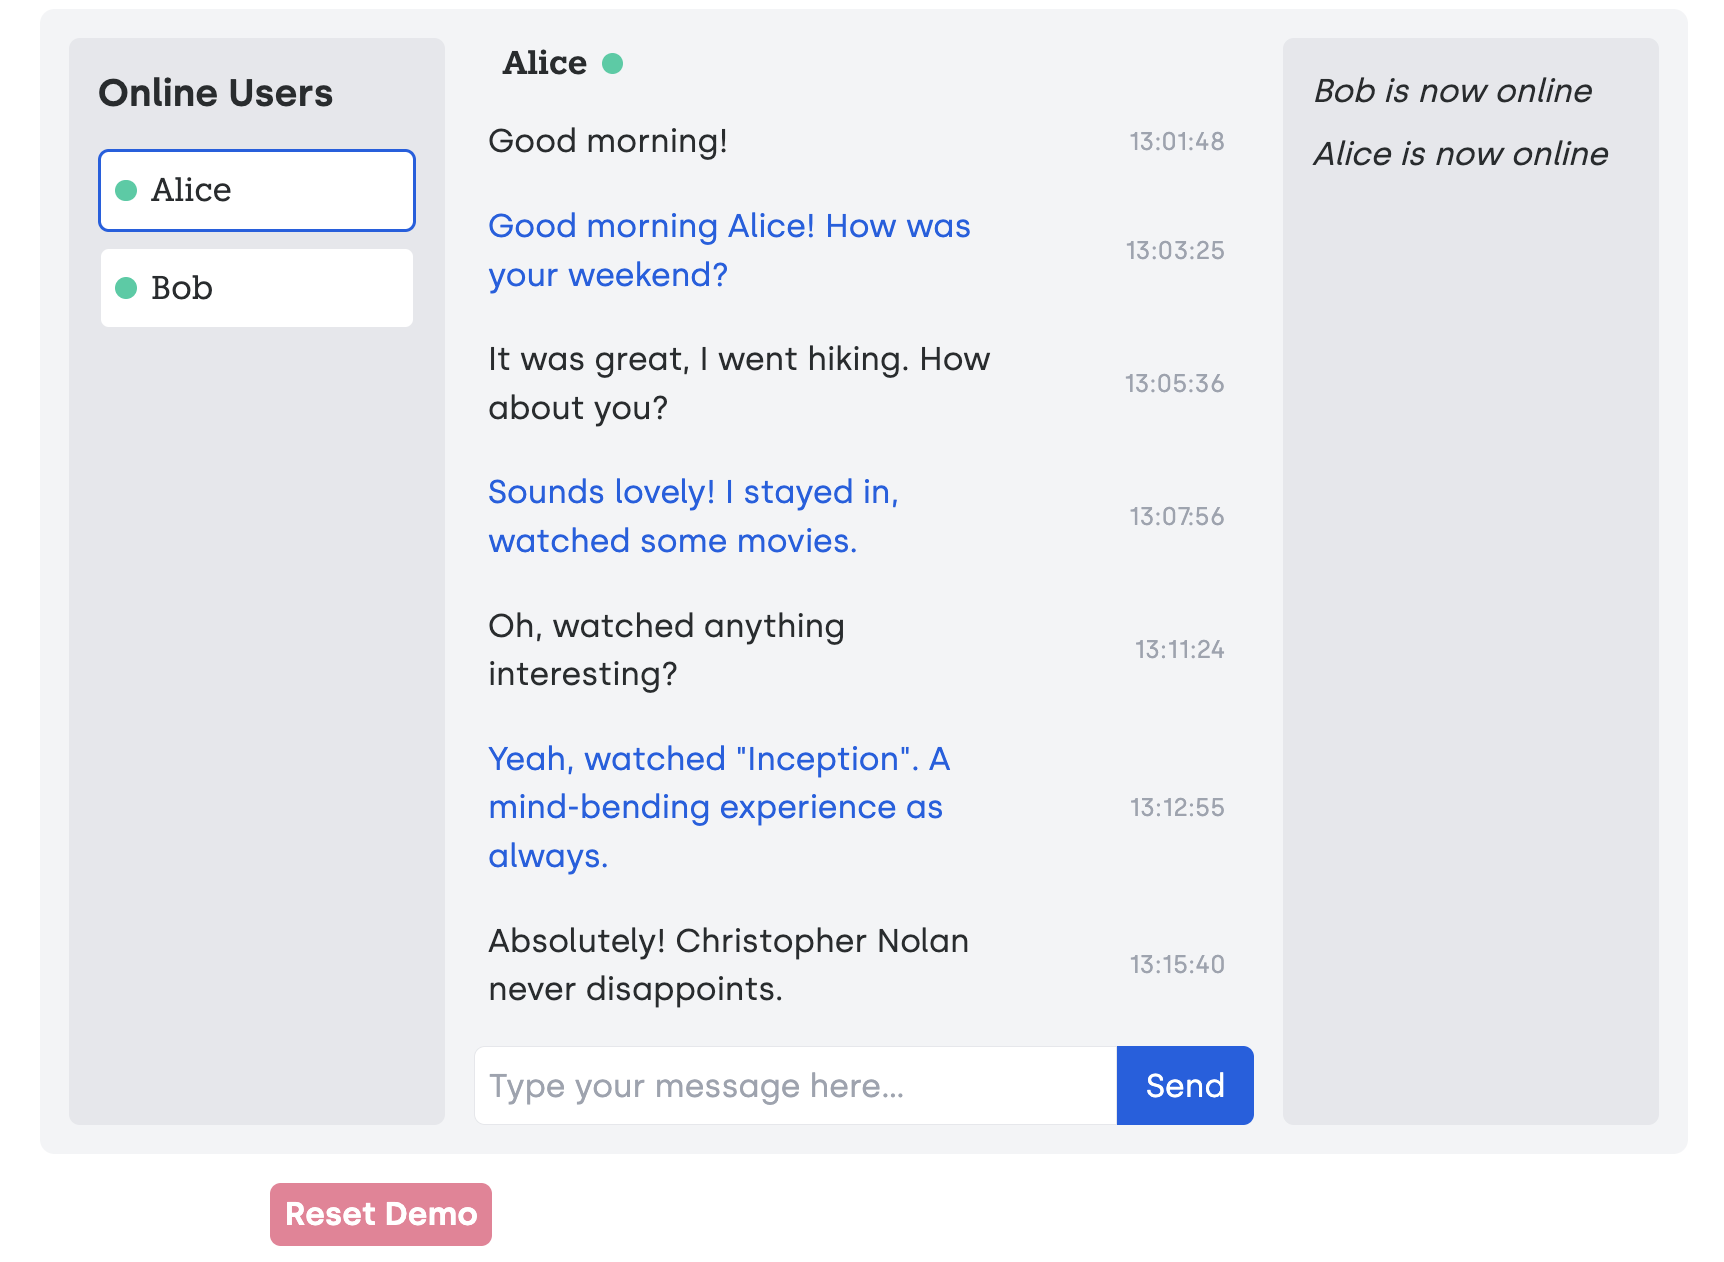 Online Users
Alice
Bob
Alice
Good morning! 13:01:48
Good morning Alice! How was
your weekend? 13:03:25
It was great, I went hiking. How
about you? 13:05:36
Sounds lovely! I stayed in,
watched some movies. 13:07:56
Oh, watched anything
interesting? 13:11:24
Yeah, watched "Inception". A
mind-bending experience as
always. 13:12:55
Absolutely! Christopher Nolan
never disappoints. 13:15:40
Type your message here...
Send
Bob is now online
Alice is now online
Reset Demo